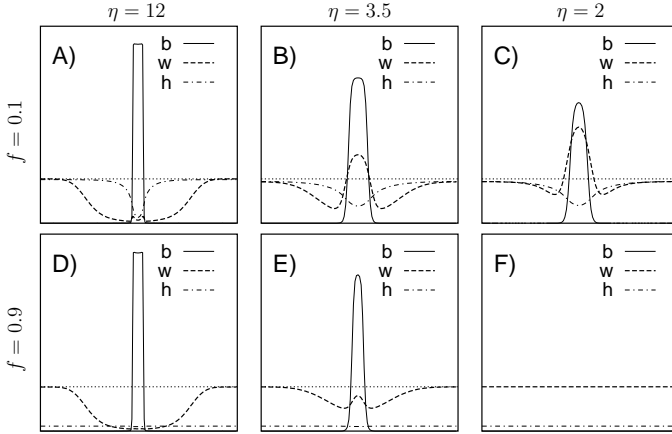 η = 12
η = 3.5
η = 2
f = 0.1
A)
b
w
h
B)
b
w
h
C)
b
w
h
f = 0.9
D)
b
w
h
E)
b
w
h
F)
b
w
h